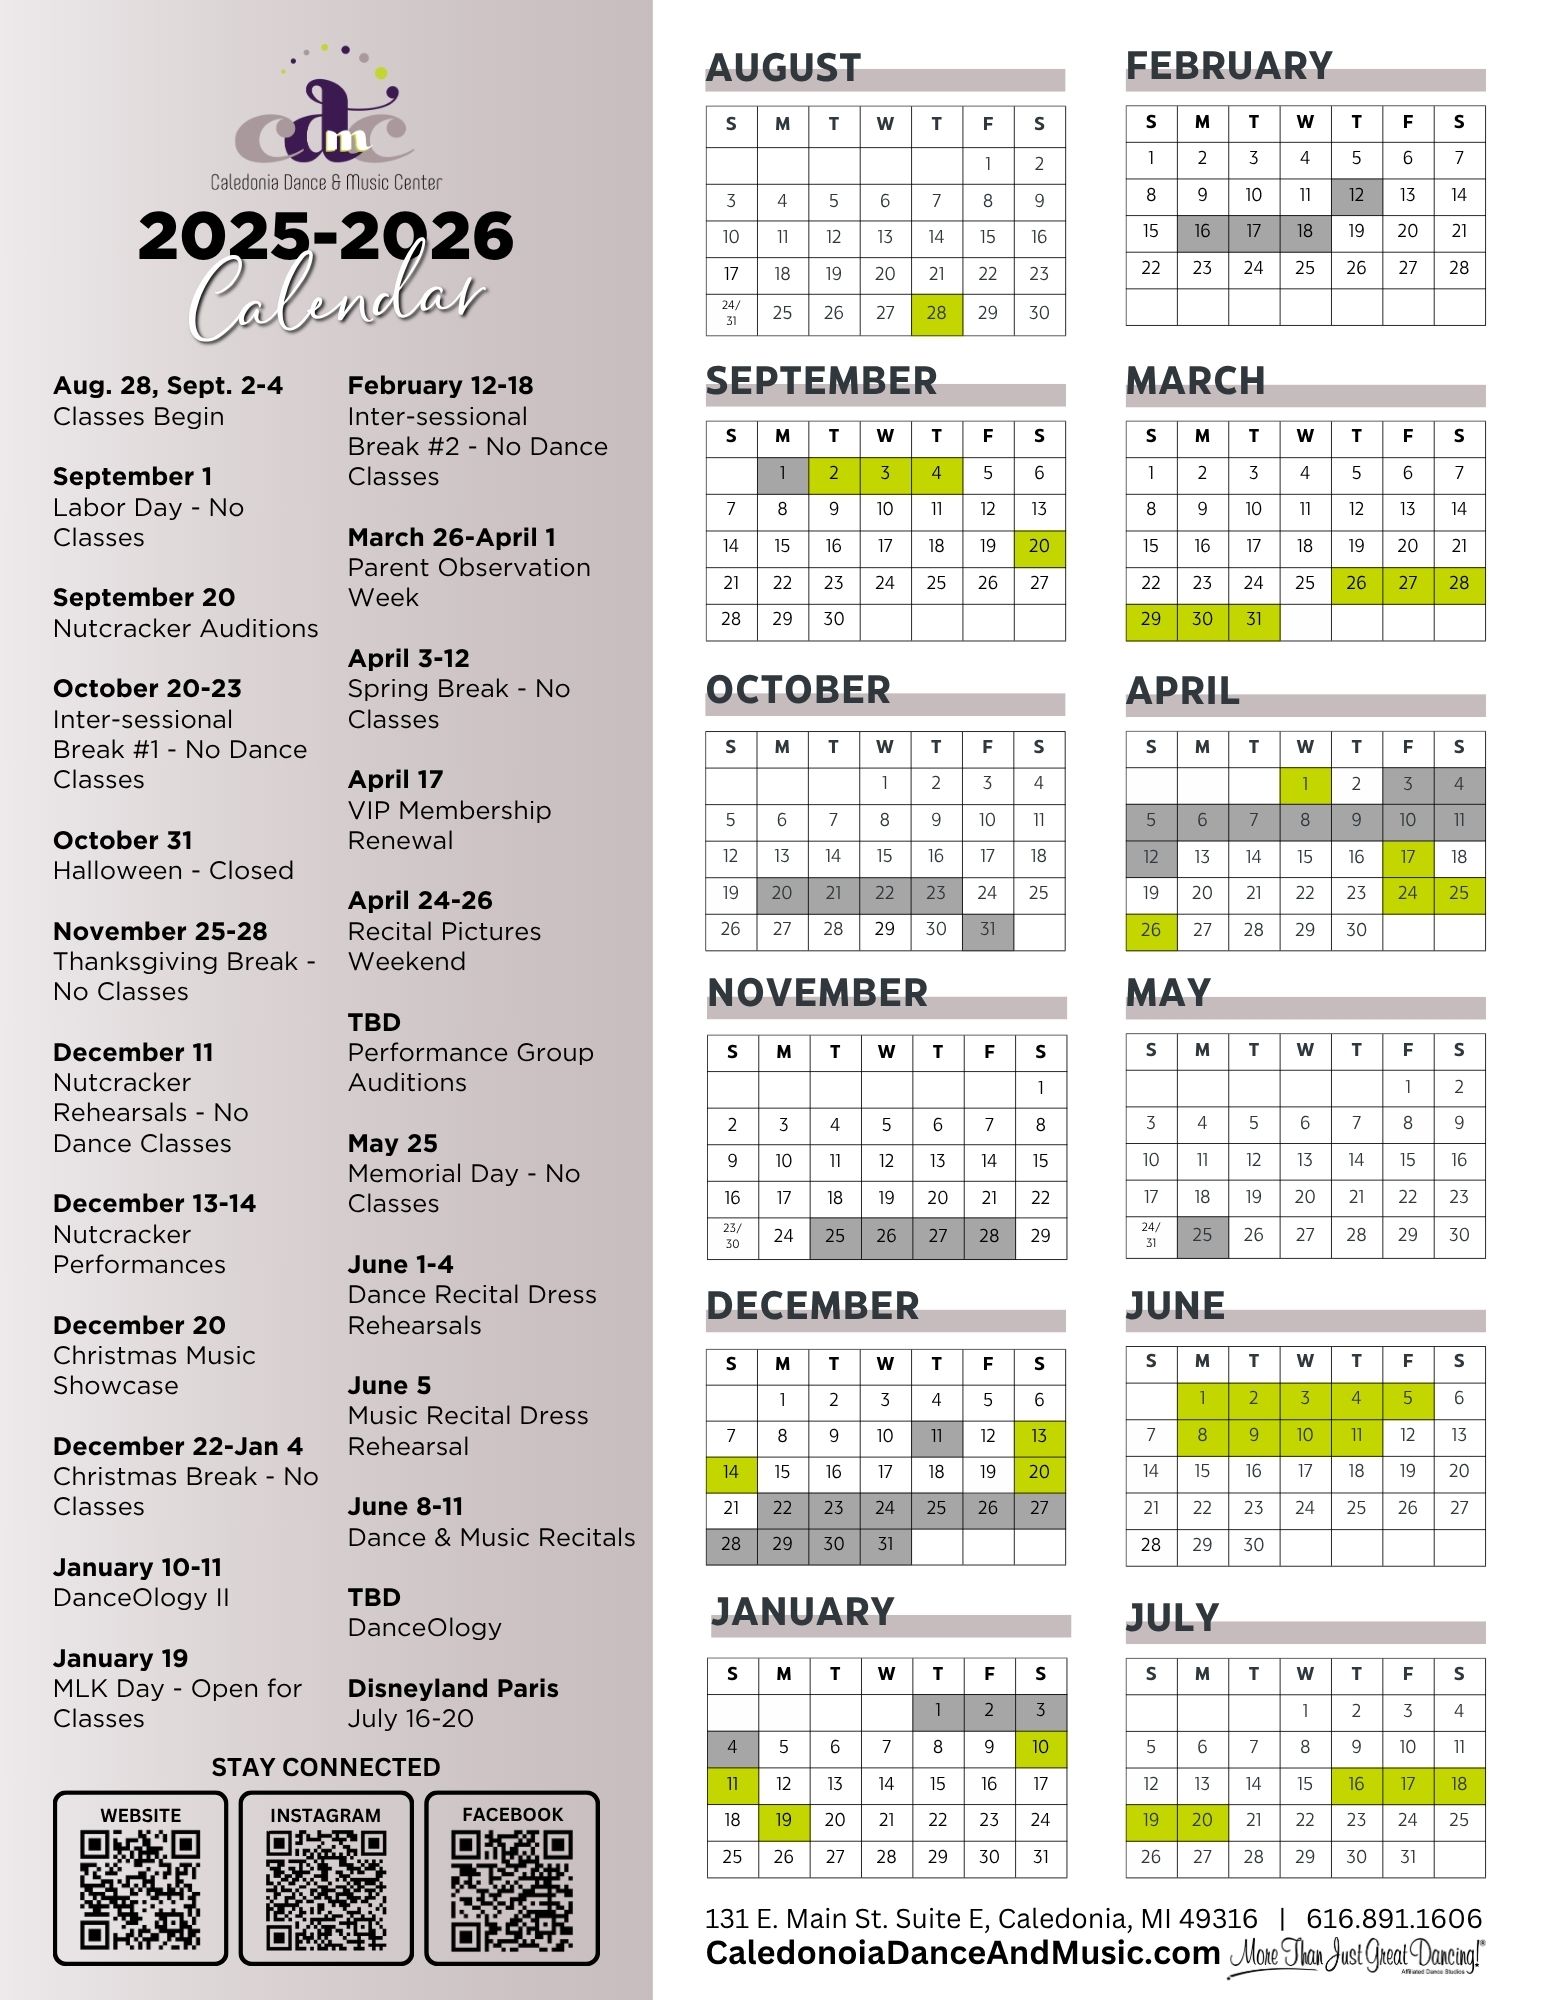 cdmc
Caledonia Dance & Music Center
2025-2026
Calendar
Aug. 28, Sept. 2-4
Classes Begin
September 1
Labor Day - No
Classes
September 20
Nutcracker Auditions
October 20-23
Inter-sessional
Break #1 - No Dance
Classes
October 31
Halloween - Closed
November 25-28
Thanksgiving Break -
No Classes
December 11
Nutcracker
Rehearsals - No
Dance Classes
December 13-14
Nutcracker
Performances
December 20
Christmas Music
Showcase
December 22-Jan 4
Christmas Break - No
Classes
January 10-11
DanceOlogy II
January 19
MLK Day - Open for
Classes
February 12-18
Inter-sessional
Break #2 - No Dance
Classes
March 26-April 1
Parent Observation
Week
April 3-12
Spring Break - No
Classes
April 17
VIP Membership
Renewal
April 24-26
Recital Pictures
Weekend
TBD
Performance Group
Auditions
May 25
Memorial Day - No
Classes
June 1-4
Dance Recital Dress
Rehearsals
June 5
Music Recital Dress
Rehearsal
June 8-11
Dance & Music Recitals
TBD
DanceOlogy
Disneyland Paris
July 16-20
STAY CONNECTED
WEBSITE
INSTAGRAM
FACEBOOK
AUGUST
S M T W T F S
1 2
3 4 5 6 7 8 9
10 11 12 13 14 15 16
17 18 19 20 21 22 23
24/31 25 26 27 28 29 30
SEPTEMBER
S M T W T F S
1 2 3 4 5 6
7 8 9 10 11 12 13
14 15 16 17 18 19 20
21 22 23 24 25 26 27
28 29 30
OCTOBER
S M T W T F S
1 2 3 4
5 6 7 8 9 10 11
12 13 14 15 16 17 18
19 20 21 22 23 24 25
26 27 28 29 30 31
NOVEMBER
S M T W T F S
1
2 3 4 5 6 7 8
9 10 11 12 13 14 15
16 17 18 19 20 21 22
23/30 24 25 26 27 28 29
DECEMBER
S M T W T F S
1 2 3 4 5 6
7 8 9 10 11 12 13
14 15 16 17 18 19 20
21 22 23 24 25 26 27
28 29 30 31
JANUARY
S M T W T F S
1 2 3
4 5 6 7 8 9 10
11 12 13 14 15 16 17
18 19 20 21 22 23 24
25 26 27 28 29 30 31
FEBRUARY
S M T W T F S
1 2 3 4 5 6 7
8 9 10 11 12 13 14
15 16 17 18 19 20 21
22 23 24 25 26 27 28
MARCH
S M T W T F S
1 2 3 4 5 6 7
8 9 10 11 12 13 14
15 16 17 18 19 20 21
22 23 24 25 26 27 28
29 30 31
APRIL
S M T W T F S
1 2 3 4
5 6 7 8 9 10 11
12 13 14 15 16 17 18
19 20 21 22 23 24 25
26 27 28 29 30
MAY
S M T W T F S
1 2
3 4 5 6 7 8 9
10 11 12 13 14 15 16
17 18 19 20 21 22 23
24/31 25 26 27 28 29 30
JUNE
S M T W T F S
1 2 3 4 5 6
7 8 9 10 11 12 13
14 15 16 17 18 19 20
21 22 23 24 25 26 27
28 29 30
JULY
S M T W T F S
1 2 3 4
5 6 7 8 9 10 11
12 13 14 15 16 17 18
19 20 21 22 23 24 25
26 27 28 29 30 31
131 E. Main St. Suite E, Caledonia, MI 49316 | 616.891.1606
CaledonoiaDanceAndMusic.com
More Than Just Great Dancing!®
Affiliated Dance Studios